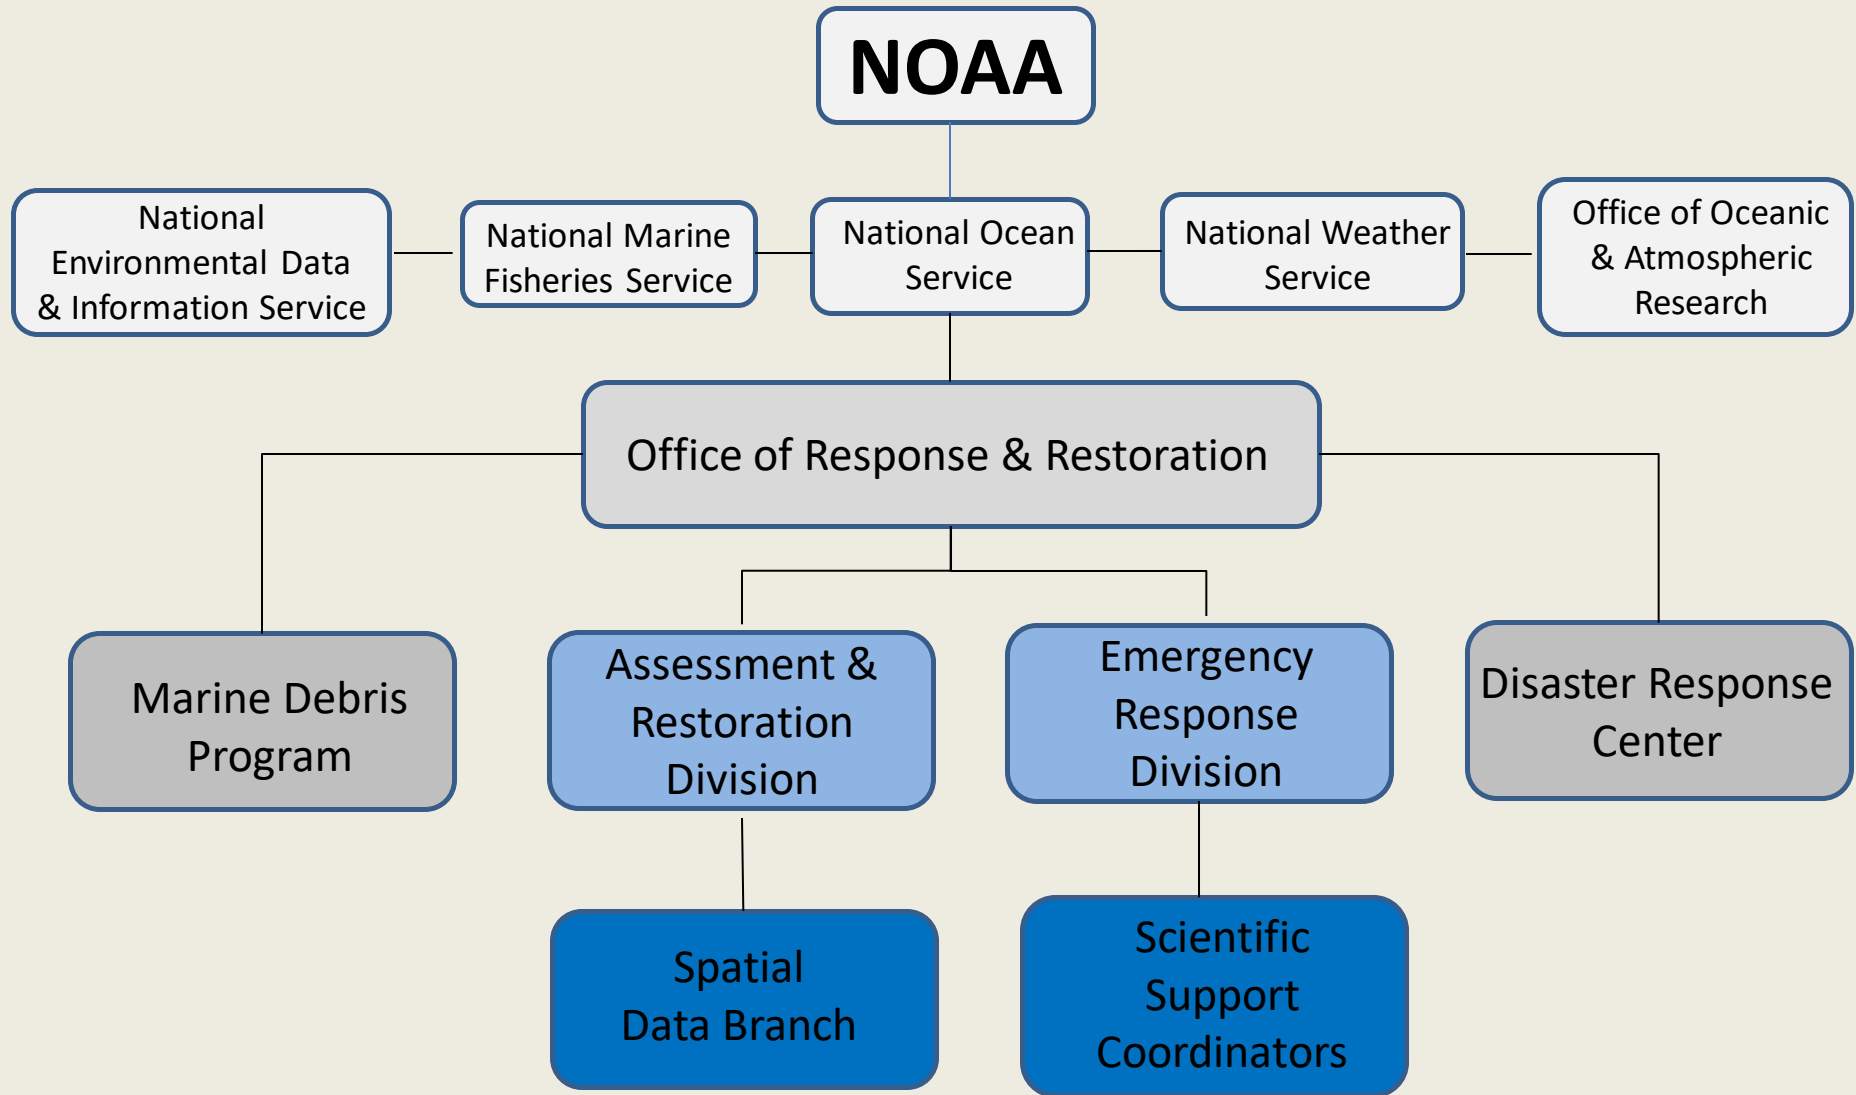 NOAA
National
Environmental Data
& Information Service
National Marine
Fisheries Service
National Ocean
Service
National Weather
Service
Office of Oceanic
& Atmospheric
Research
Office of Response & Restoration
Marine Debris
Program
Assessment &
Restoration
Division
Emergency
Response
Division
Disaster Response
Center
Spatial
Data Branch
Scientific
Support
Coordinators